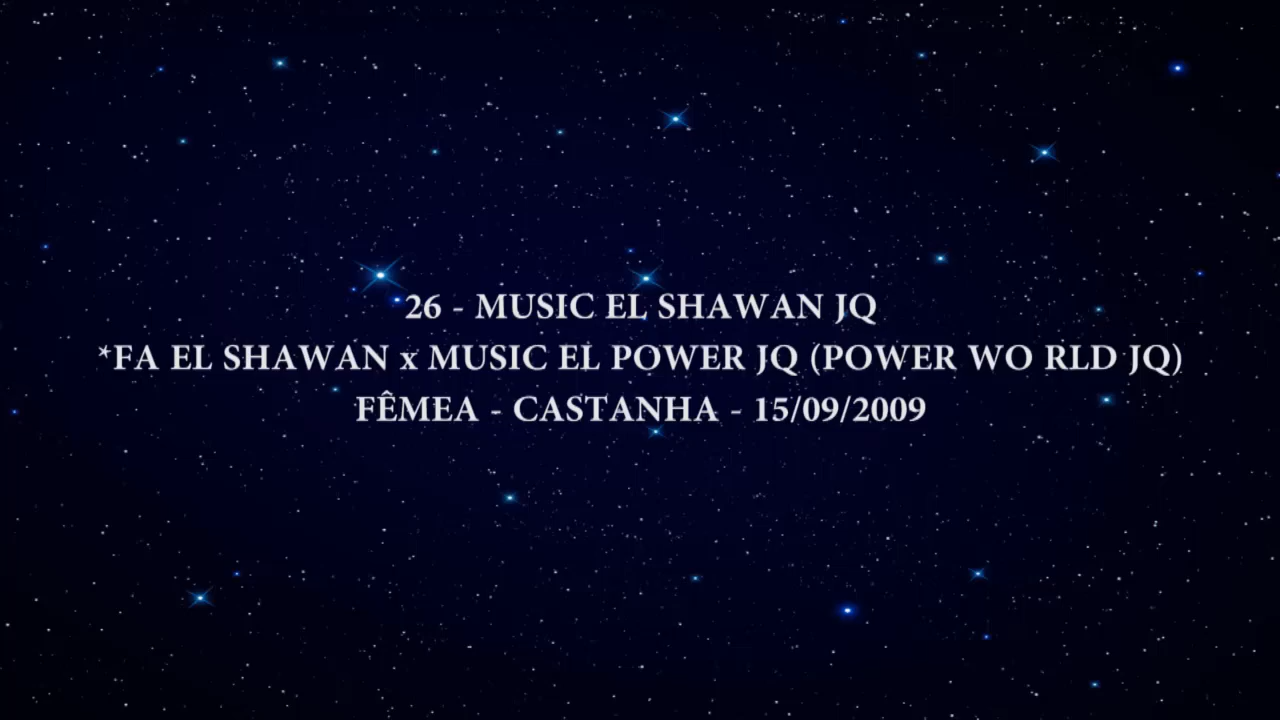 26 - MUSIC EL SHAWAN JQ
*FA EL SHAWAN x MUSIC EL POWER JQ (POWER WO RLD JQ)
FÊMEA - CASTANHA - 15/09/2009